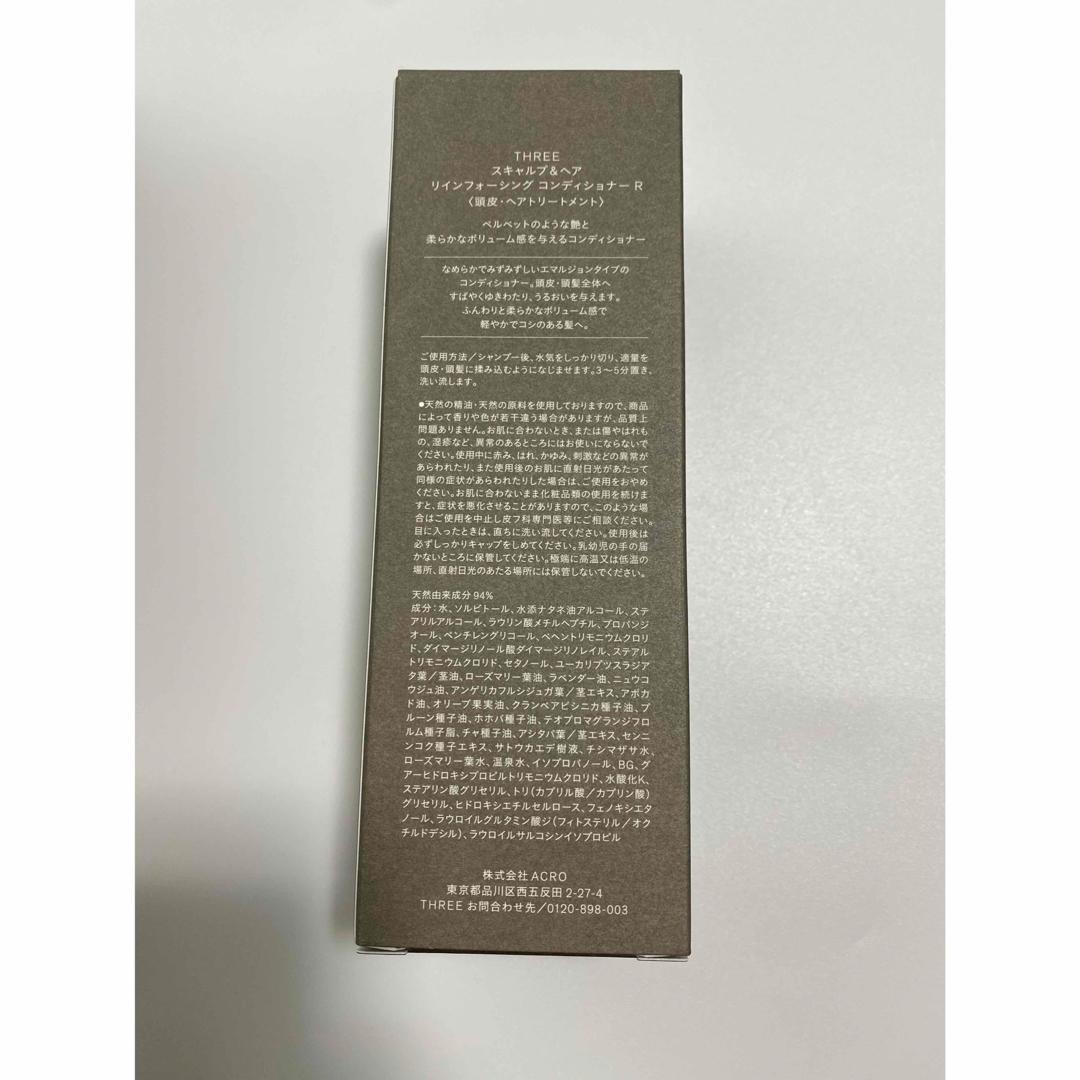 THREE
スキャルプ&ヘア
リインフォーシング コンディショナー R
〈頭皮・ヘアトリートメント〉
ベルベットのような艶と
柔らかなボリューム感を与えるコンディショナー
なめらかでみずみずしいエマルジョンタイプの
コンディショナー。頭皮・頭髪全体へ
すばやくゆきわたり、うるおいを与えます。
ふんわりと柔らかなボリューム感で
軽やかでコシのある髪へ。
ご使用方法/シャンプー後、水気をしっかり切り、適量を
頭皮・頭髪に揉み込むようになじませます。3〜5分置き、
洗い流します。
●天然の精油・天然の原料を使用しておりますので、商品
によって香りや色が若干違う場合がありますが、品質上
問題ありません。お肌に合わないとき、または傷やはれも
の、湿疹など、異常のあるところにはお使いにならないで
ください。使用中に赤み、はれ、かゆみ、刺激などの異常が
あらわれたり、また使用後のお肌に直射日光があたって
同様の症状があらわれたりした場合は、ご使用をおやめ
ください。お肌に合わないまま化粧品類の使用を続けま
すと、症状を悪化させることがありますので、このような場
合はご使用を中止し皮フ科専門医等にご相談ください。
目に入ったときは、直ちに洗い流してください。使用後は
必ずしっかりキャップをしめてください。乳幼児の手の届
かないところに保管してください。極端に高温又は低温の
場所、直射日光のあたる場所には保管しないでください。
天然由来成分94%
成分:水、ソルビトール、水添ナタネ油アルコール、ステ
アリルアルコール、ラウリン酸メチルヘプチル、プロパンジ
オール、ペンチレングリコール、ベヘントリモニウムクロリ
ド、ダイマージリノール酸ダイマージリノレイル、ステアル
トリモニウムクロリド、セタノール、ユーカリプツスラジア
タ葉/茎油、ローズマリー葉油、ラベンダー油、ニュウコ
ウジュ油、アンゲリカフルシジュガ葉/茎エキス、アボカ
ド油、オリーブ果実油、クランベアビシニカ種子油、プ
ルーン種子油、ホホバ種子油、テオブロマグランジフロ
ルム種子脂、チャ種子油、アシタバ葉/茎エキス、センニ
ンコク種子エキス、サトウカエデ樹液、チシマザサ水、
ローズマリー葉水、温泉水、イソプロパノール、BG、グ
アーヒドロキシプロピルトリモニウムクロリド、水酸化K、
ステアリン酸グリセリル、トリ(カプリル酸/カプリン酸)
グリセリル、ヒドロキシエチルセルロース、フェノキシエタ
ノール、ラウロイルグルタミン酸ジ(フィトステリル/オク
チルドデシル)、ラウロイルサルコシンイソプロピル
株式会社ACRO
東京都品川区西五反田 2-27-4
THREE お問合わせ先/0120-898-003